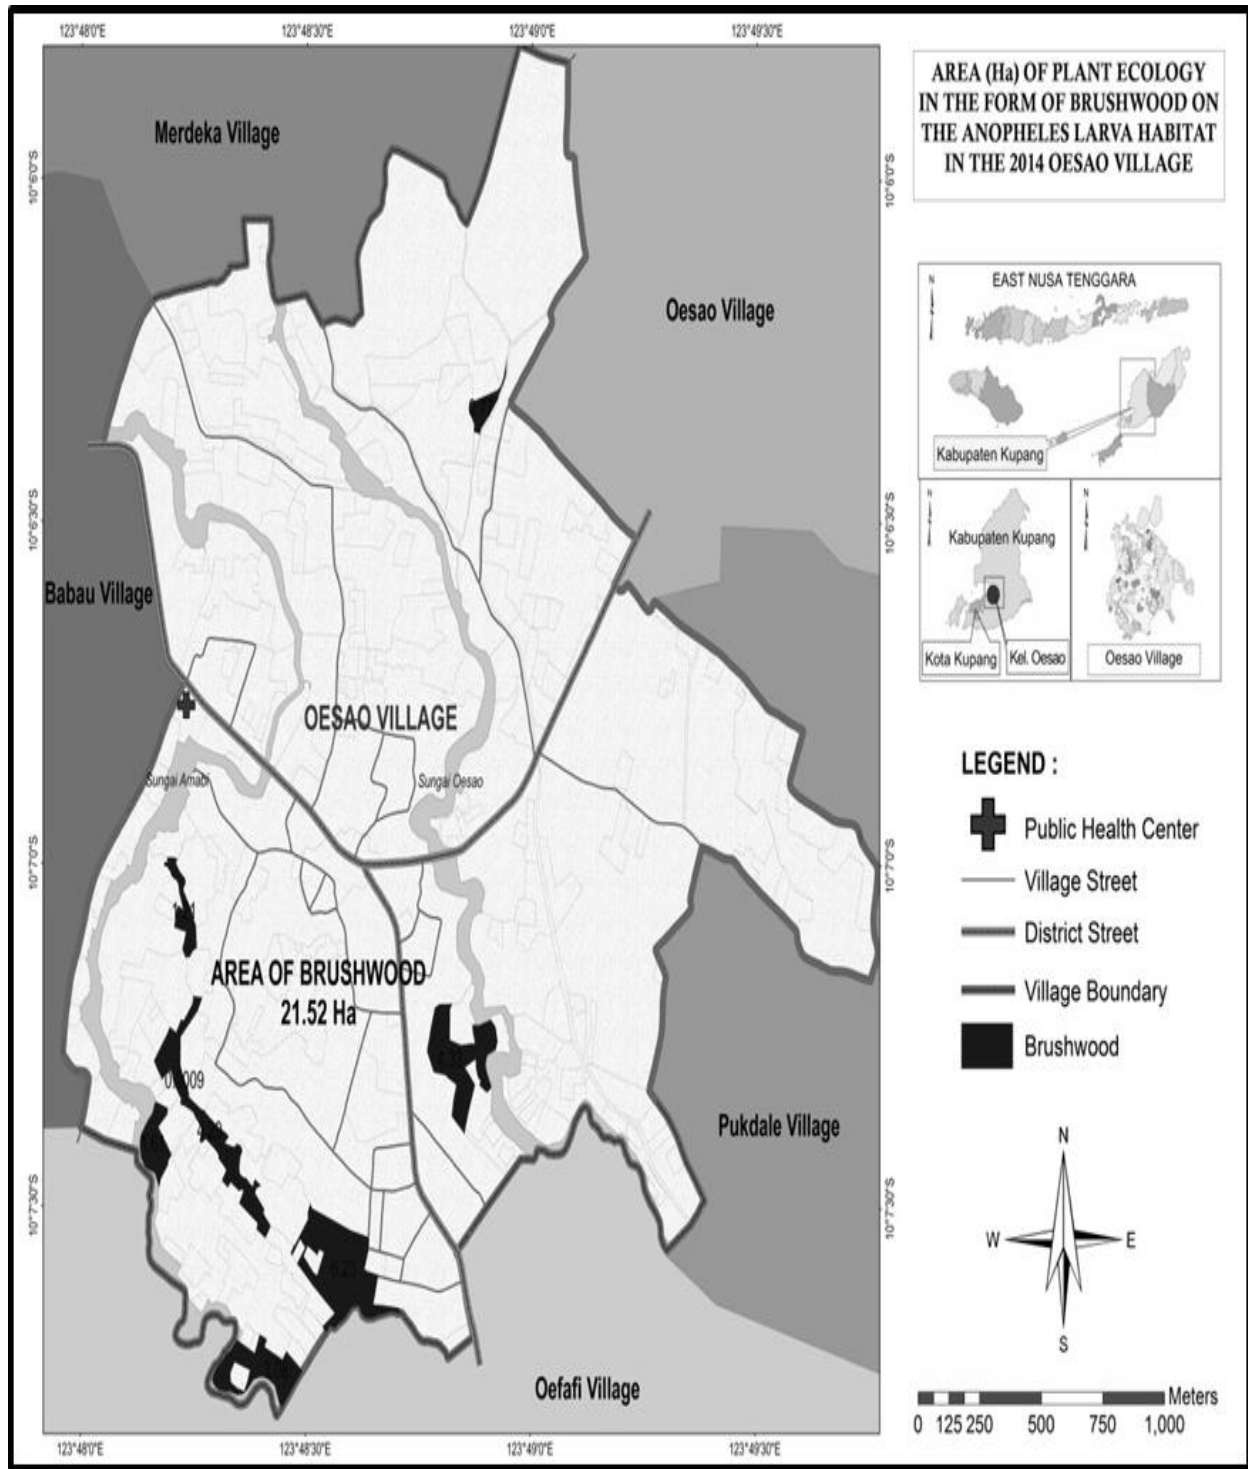 123°48'0"E 123°48'30"E 123°49'0"E 123°49'30"E
AREA (Ha) OF PLANT ECOLOGY
IN THE FORM OF BRUSHWOOD ON
THE ANOPHELES LARVA HABITAT
IN THE 2014 OESAO VILLAGE
Merdeka Village
10°6'0"S 10°6'0"S
Oesao Village
N
EAST NUSA TENGGARA
Kabupaten Kupang
10°6'30"S 10°6'30"S
N
Kabupaten Kupang
Kota Kupang
Kel. Oesao
N
Oesao Village
Babau Village
OESAO VILLAGE
Sungai Amabi
Sungai Oesao
10°7'0"S 10°7'0"S
AREA OF BRUSHWOOD
21.52 Ha
Pukdale Village
10°7'30"S 10°7'30"S
Oefafi Village
123°48'0"E 123°48'30"E 123°49'0"E 123°49'30"E
LEGEND :
Public Health Center
Village Street
District Street
Village Boundary
Brushwood
N
W E
S
Meters
0 125 250 500 750 1,000